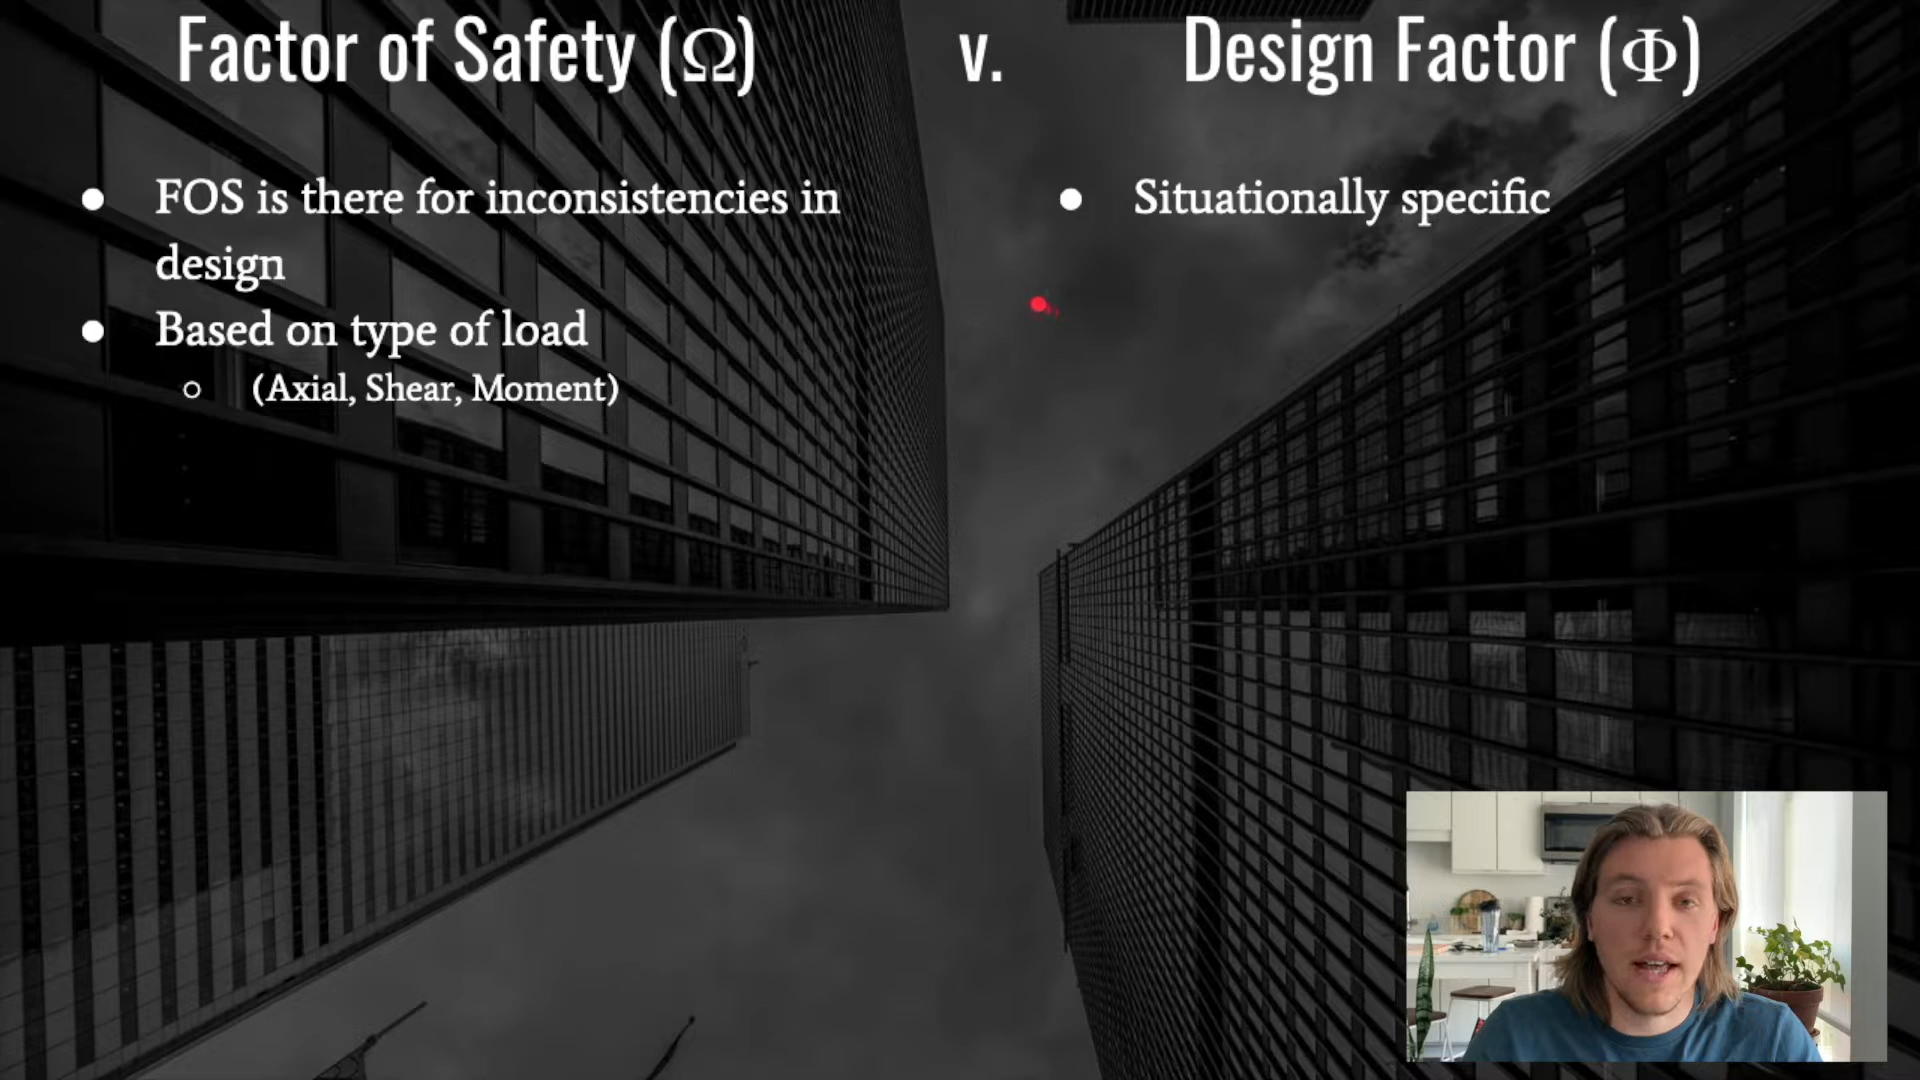 Factor of Safety (Ω) v. Design Factor (Φ)
● FOS is there for inconsistencies in
design
● Based on type of load
○ (Axial, Shear, Moment)
● Situationally specific